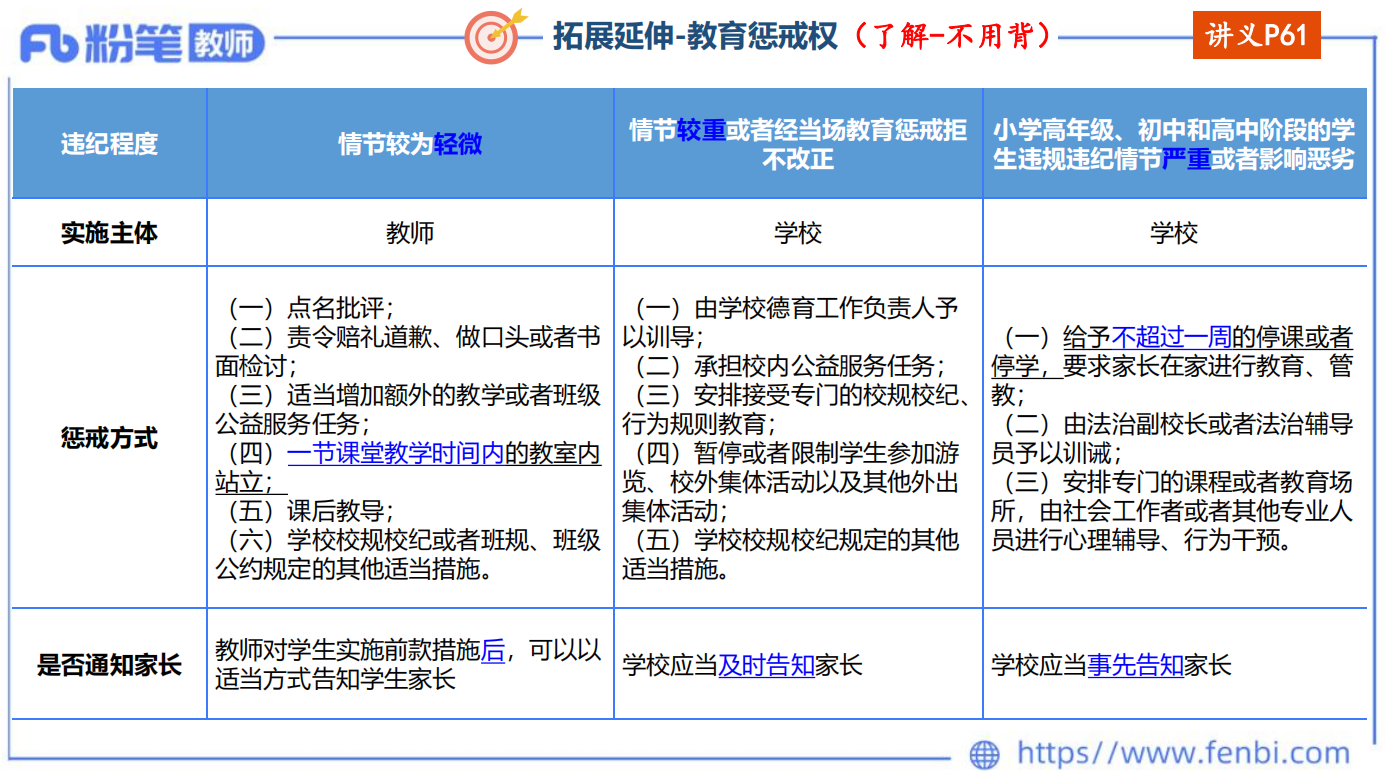 粉笔教师
拓展延伸-教育惩戒权（了解-不用背）
讲义P61
违纪程度
情节较为轻微
情节较重或者经当场教育惩戒拒
不改正
小学高年级、初中和高中阶段的学
生违规违纪情节严重或者影响恶劣
实施主体
教师
学校
学校
惩戒方式
（一）点名批评；
（二）责令赔礼道歉、做口头或者书
面检讨；
（三）适当增加额外的教学或者班级
公益服务任务；
（四）一节课堂教学时间内的教室内
站立；
（五）课后教导；
（六）学校校规校纪或者班规、班级
公约规定的其他适当措施。
（一）由学校德育工作负责人予
以训导；
（二）承担校内公益服务任务；
（三）安排接受专门的校规校纪、
行为规则教育；
（四）暂停或者限制学生参加游
览、校外集体活动以及其他外出
集体活动；
（五）学校校规校纪规定的其他
适当措施。
（一）给予不超过一周的停课或者
停学，要求家长在家进行教育、管
教；
（二）由法治副校长或者法治辅导
员予以训诫；
（三）安排专门的课程或者教育场
所，由社会工作者或者其他专业人
员进行心理辅导、行为干预。
是否通知家长
教师对学生实施前款措施后，可以以
适当方式告知学生家长
学校应当及时告知家长
学校应当事先告知家长
https//www.fenbi.com